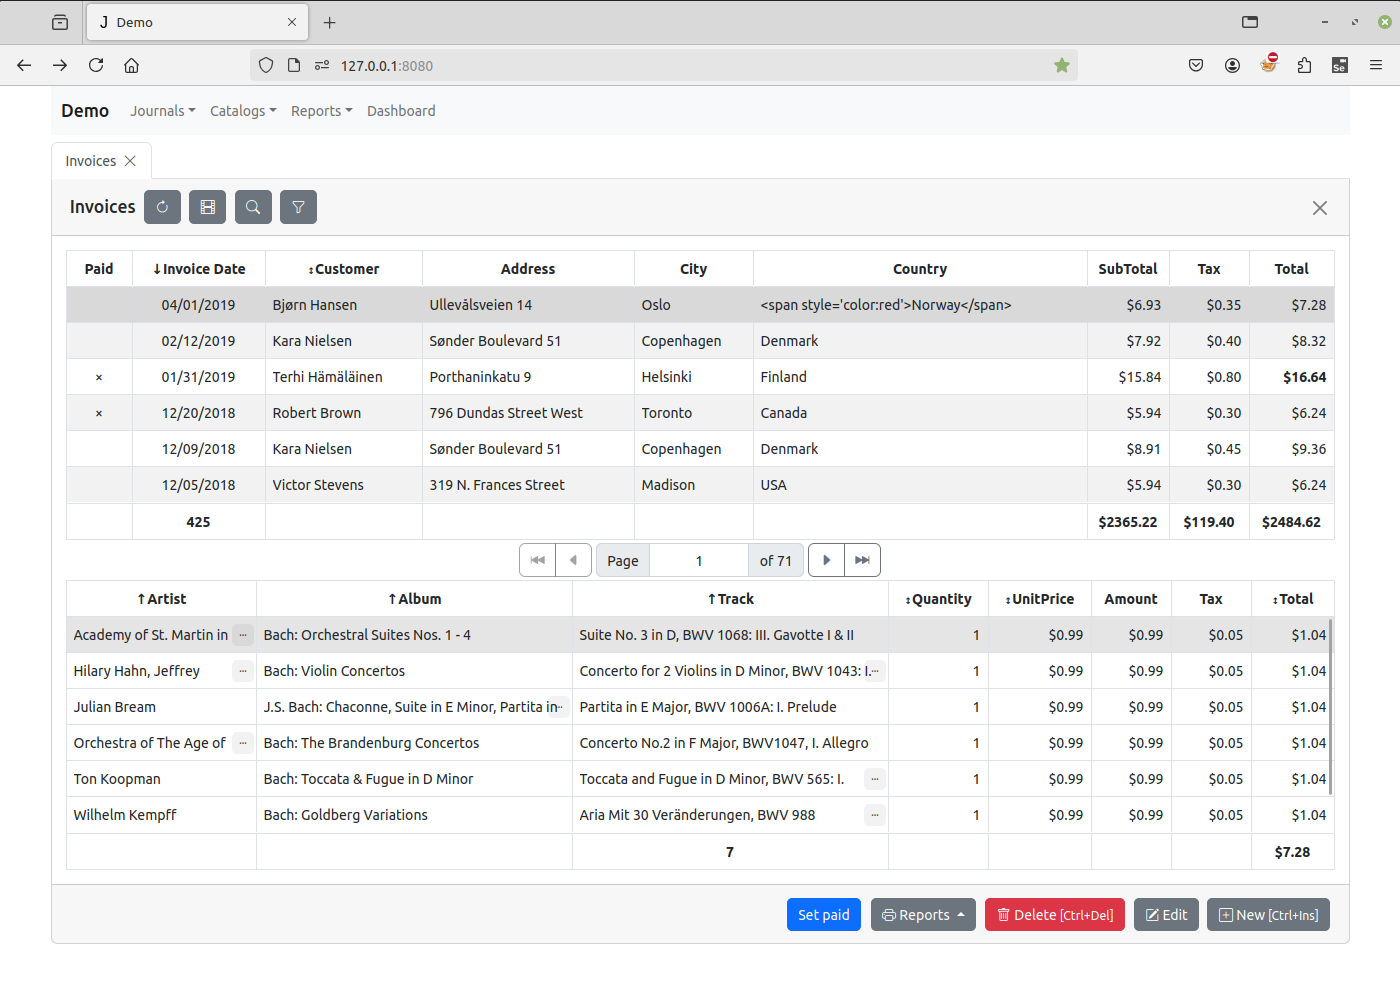 J Demo
127.0.0.1:8080
Se
Demo Journals Catalogs Reports Dashboard
Invoices
Invoices
Paid ↓Invoice Date ↕Customer Address City Country SubTotal Tax Total
04/01/2019 Bjørn Hansen Ullevålsveien 14 Oslo <span style='color:red'>Norway</span> $6.93 $0.35 $7.28
02/12/2019 Kara Nielsen Sønder Boulevard 51 Copenhagen Denmark $7.92 $0.40 $8.32
× 01/31/2019 Terhi Hämäläinen Porthaninkatu 9 Helsinki Finland $15.84 $0.80 $16.64
× 12/20/2018 Robert Brown 796 Dundas Street West Toronto Canada $5.94 $0.30 $6.24
12/09/2018 Kara Nielsen Sønder Boulevard 51 Copenhagen Denmark $8.91 $0.45 $9.36
12/05/2018 Victor Stevens 319 N. Frances Street Madison USA $5.94 $0.30 $6.24
425 $2365.22 $119.40 $2484.62
Page 1 of 71
↑Artist ↑Album ↑Track ↕Quantity ↕UnitPrice Amount Tax ↕Total
Academy of St. Martin in ... Bach: Orchestral Suites Nos. 1 - 4 Suite No. 3 in D, BWV 1068: III. Gavotte I & II 1 $0.99 $0.99 $0.05 $1.04
Hilary Hahn, Jeffrey ... Bach: Violin Concertos Concerto for 2 Violins in D Minor, BWV 1043: I. ... 1 $0.99 $0.99 $0.05 $1.04
Julian Bream J.S. Bach: Chaconne, Suite in E Minor, Partita in ... Partita in E Major, BWV 1006A: I. Prelude 1 $0.99 $0.99 $0.05 $1.04
Orchestra of The Age of ... Bach: The Brandenburg Concertos Concerto No.2 in F Major, BWV1047, I. Allegro 1 $0.99 $0.99 $0.05 $1.04
Ton Koopman Bach: Toccata & Fugue in D Minor Toccata and Fugue in D Minor, BWV 565: I. ... 1 $0.99 $0.99 $0.05 $1.04
Wilhelm Kempff Bach: Goldberg Variations Aria Mit 30 Veränderungen, BWV 988 ... 1 $0.99 $0.99 $0.05 $1.04
7 $7.28
Set paid Reports Delete [Ctrl+Del] Edit New [Ctrl+Ins]